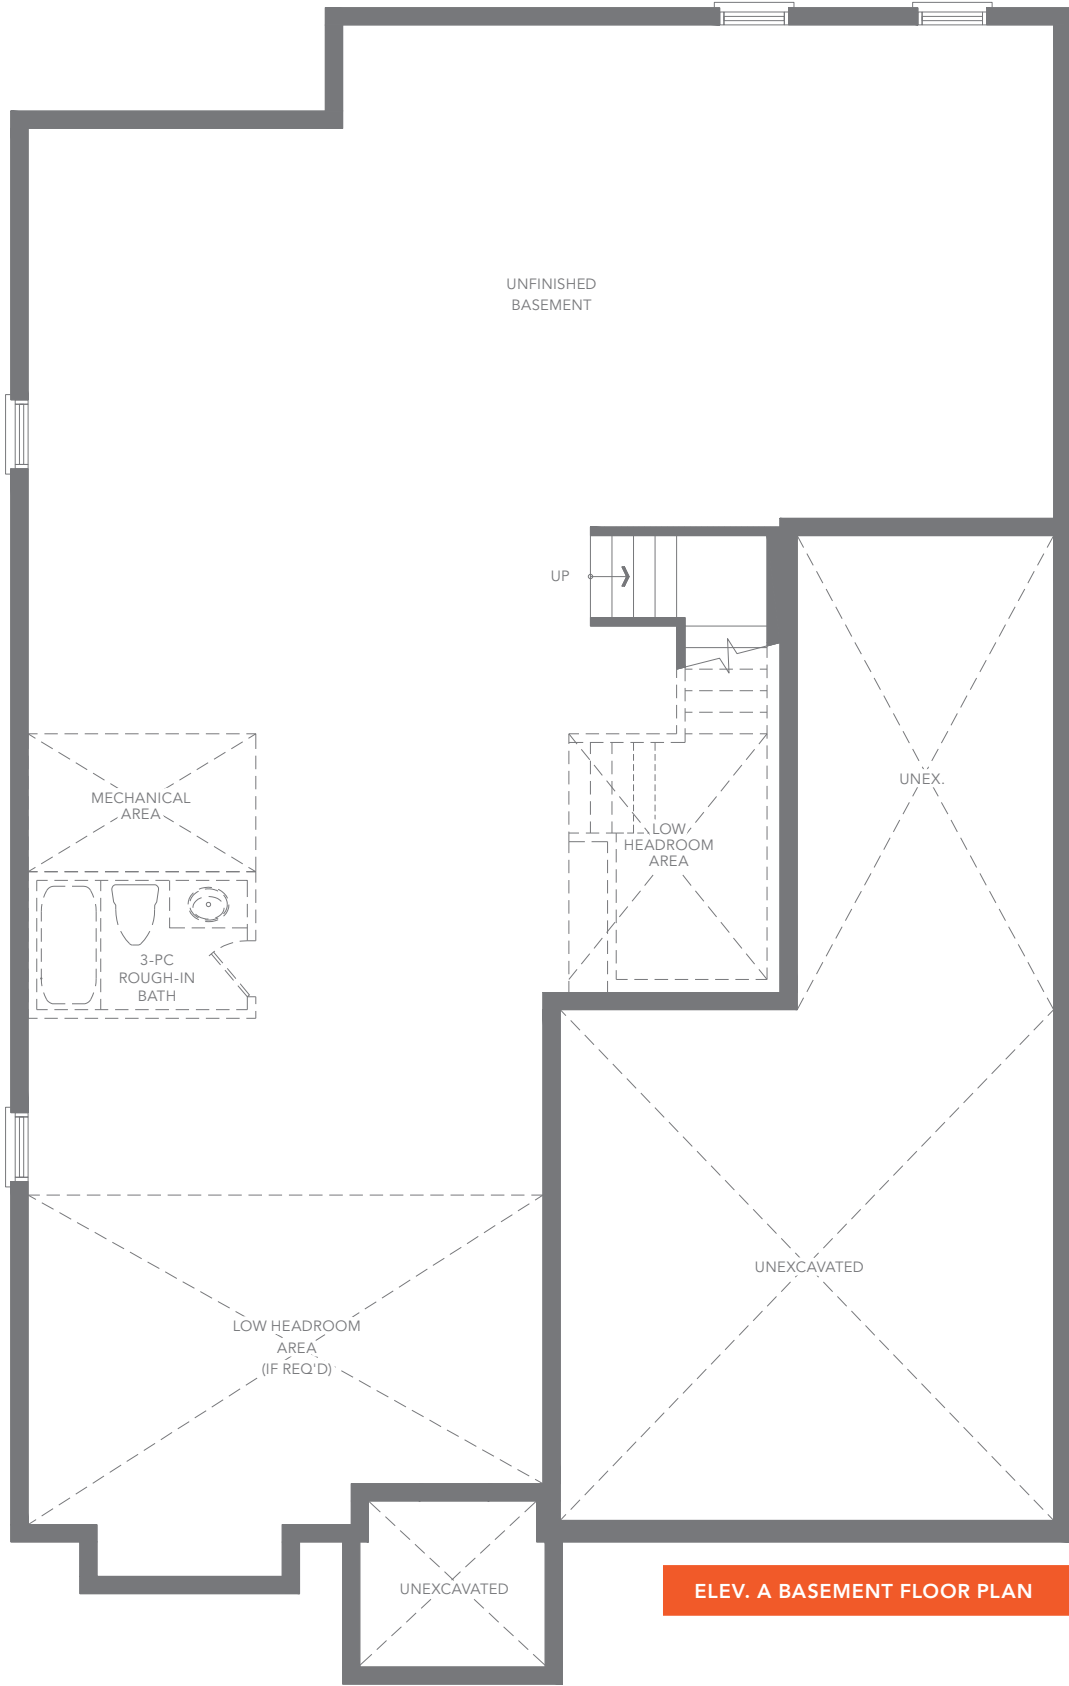 UNFINISHED
BASEMENT
UP
UNEX.
MECHANICAL
AREA
LOW
HEADROOM
AREA
3-PC
ROUGH-IN
BATH
UNEXCAVATED
LOW HEADROOM
AREA
(IF REQ'D)
UNEXCAVATED
ELEV. A BASEMENT FLOOR PLAN